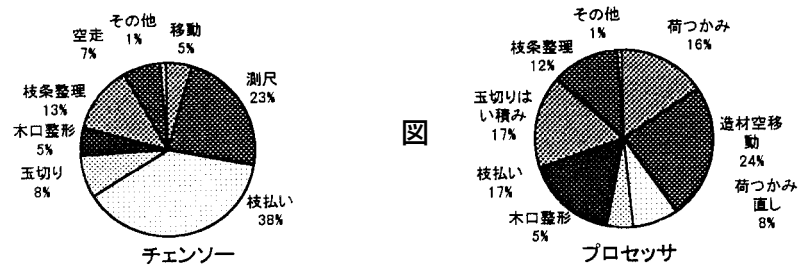 その他
1%
移動
5%
空走
7%
測尺
23%
枝条整理
13%
木口整形
5%
玉切り
8%
枝払い
38%
チェンソー
図
その他
1%
荷つかみ
16%
枝条整理
12%
玉切りは
い積み
17%
造材空移
動
24%
枝払い
17%
荷つかみ
直し
8%
木口整形
5%
プロセッサ